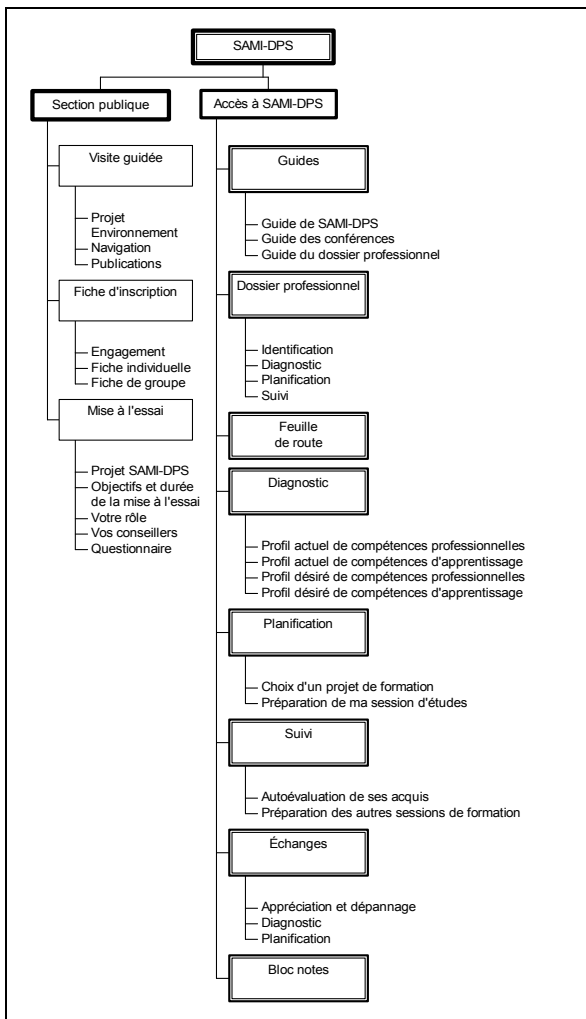 SAMI-DPS
Section publique
Visite guidée
Projet
Environnement
Navigation
Publications
Fiche d'inscription
Engagement
Fiche individuelle
Fiche de groupe
Mise à l'essai
Projet SAMI-DPS
Objectifs et durée
de la mise à l'essai
Votre rôle
Vos conseillers
Questionnaire
Accès à SAMI-DPS
Guides
Guide de SAMI-DPS
Guide des conférences
Guide du dossier professionnel
Dossier professionnel
Identification
Diagnostic
Planification
Suivi
Feuille
de route
Diagnostic
Profil actuel de compétences professionnelles
Profil actuel de compétences d'apprentissage
Profil désiré de compétences professionnelles
Profil désiré de compétences d'apprentissage
Planification
Choix d'un projet de formation
Préparation de ma session d'études
Suivi
Autoévaluation de ses acquis
Préparation des autres sessions de formation
Échanges
Appréciation et dépannage
Diagnostic
Planification
Bloc notes